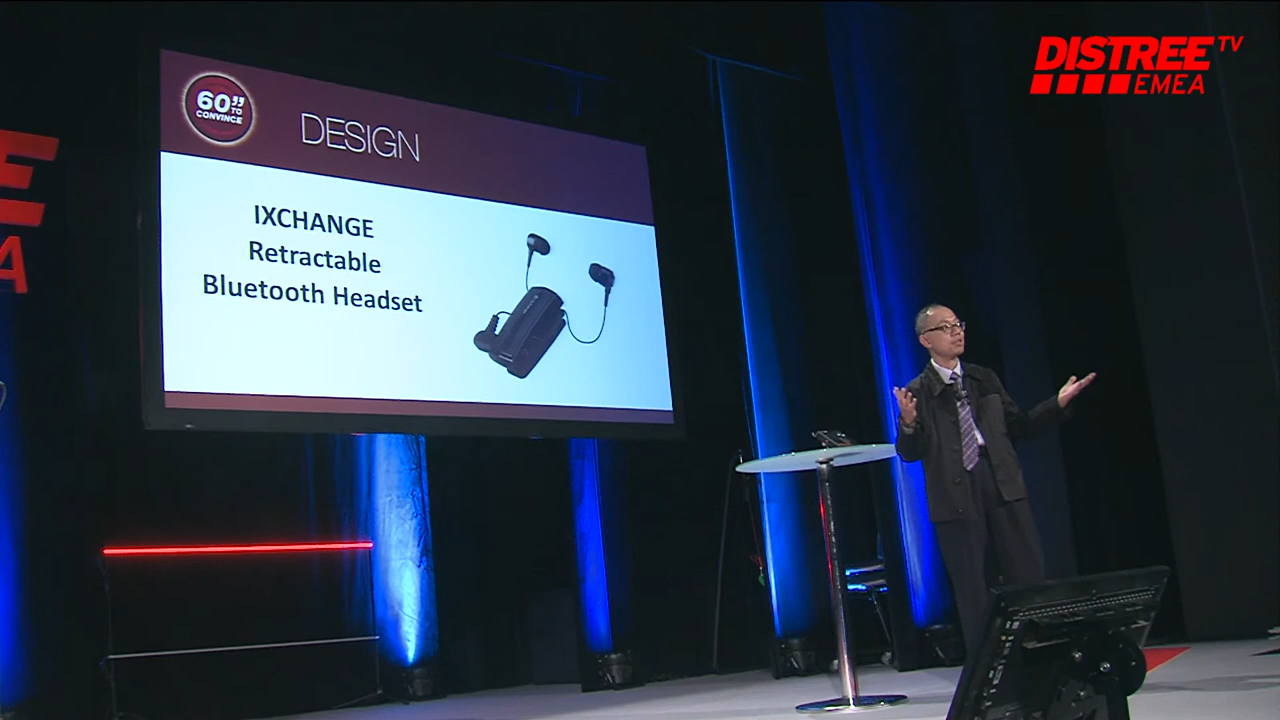 DISTREE TV
EMEA
60”
TO
CONVINCE
DESIGN
IXCHANGE
Retractable
Bluetooth Headset
E
A